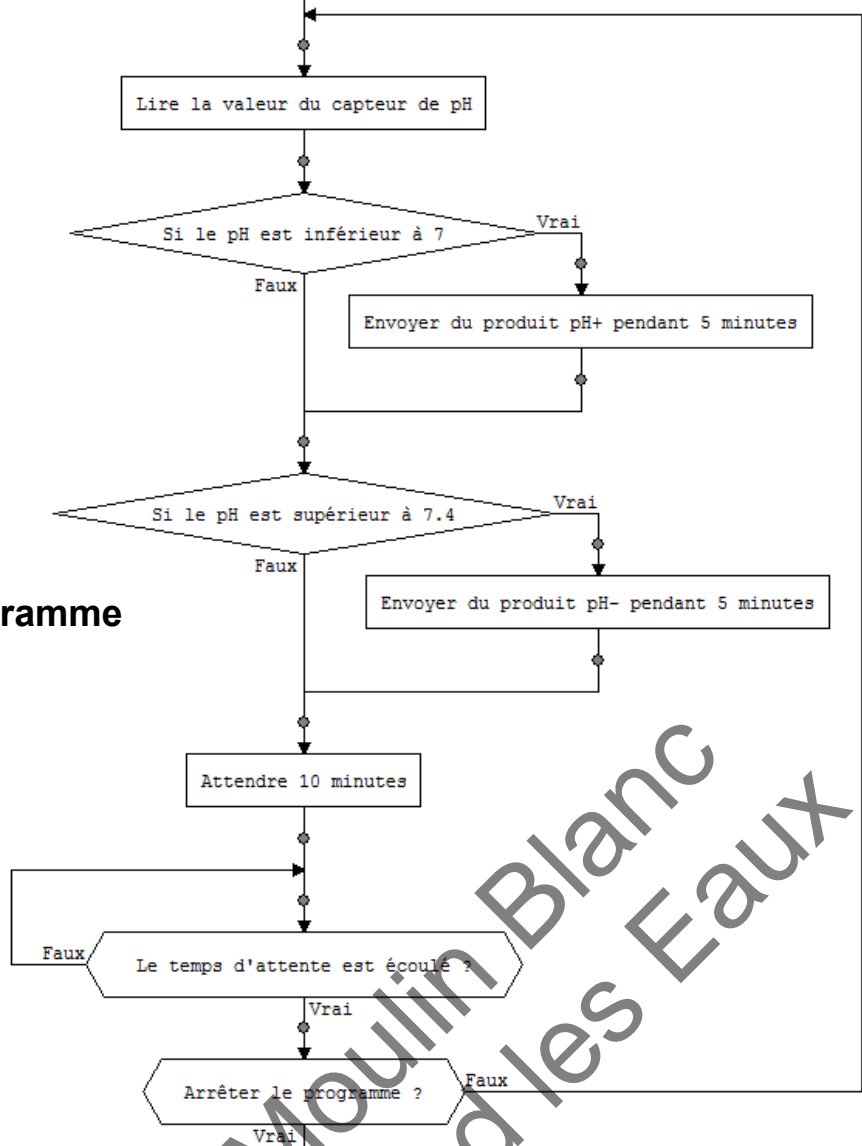 Lire la valeur du capteur de pH
Si le pH est inférieur à 7
Vrai
Faux
Envoyer du produit pH+ pendant 5 minutes
Si le pH est supérieur à 7.4
Vrai
Faux
Envoyer du produit pH- pendant 5 minutes
ramme
Attendre 10 minutes
Faux
Le temps d'attente est écoulé ?
Vrai
Arrêter le programme ?
Faux
Vrai
Moulin Blanc
les Eaux